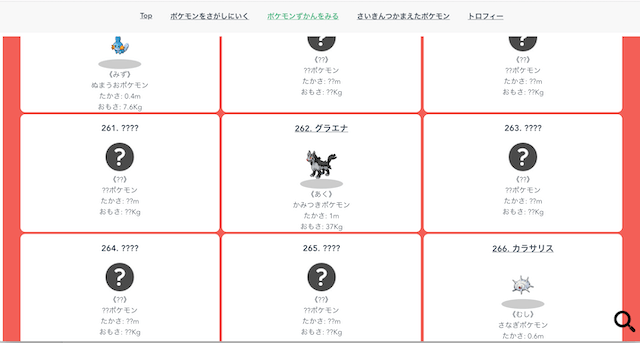 Top ポケモンをさがしにいく ポケモンずかんをみる さいきんつかまえたポケモン トロフィー
《みず》 《??》 《??》
ぬまうおポケモン ??ポケモン ??ポケモン
たかさ: 0.4m たかさ: ??m たかさ: ??m
おもさ: 7.6Kg おもさ: ??Kg おもさ: ??Kg
261. ???? 262. グラエナ 263. ????
? ?
《??》 《あく》 《??》
??ポケモン かみつきポケモン ??ポケモン
たかさ: ??m たかさ: 1m たかさ: ??m
おもさ: ??Kg おもさ: 37Kg おもさ: ??Kg
264. ???? 265. ???? 266. カラサリス
? ?
《??》 《??》 《むし》
??ポケモン ??ポケモン さなぎポケモン
たかさ: ??m たかさ: ??m たかさ: 0.6m
おもさ: ??Kg おもさ: ??Kg